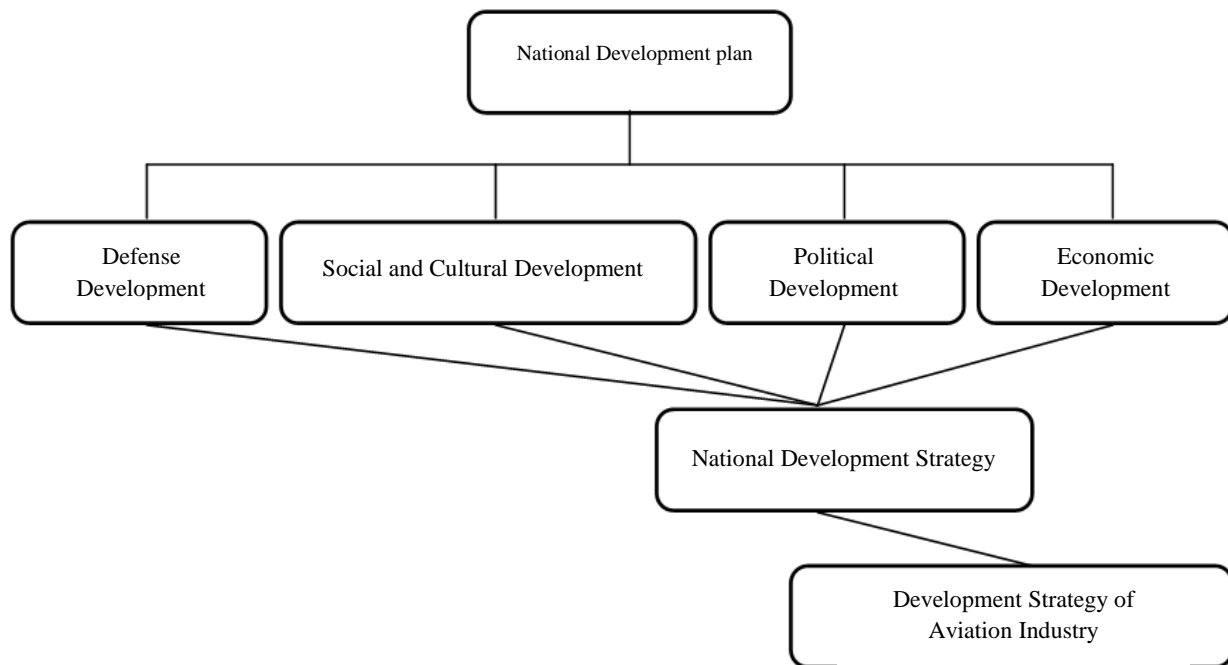 National Development plan
Defense
Development
Social and Cultural Development
Political
Development
Economic
Development
National Development Strategy
Development Strategy of
Aviation Industry